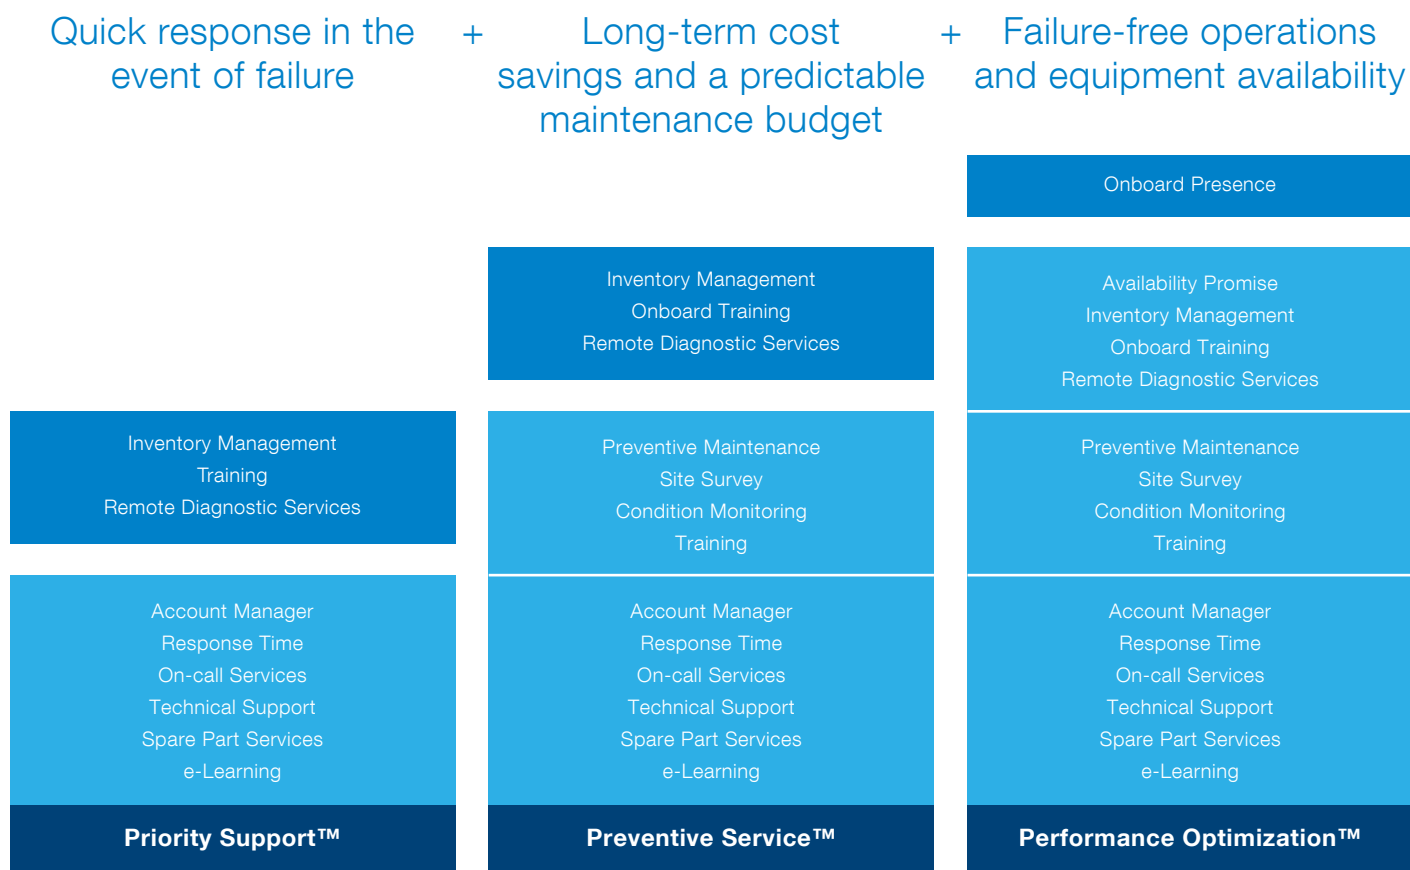 Quick response in the
event of failure
+
Long-term cost
savings and a predictable
maintenance budget
+
Failure-free operations
and equipment availability
Inventory Management
Training
Remote Diagnostic Services
Account Manager
Response Time
On-call Services
Technical Support
Spare Part Services
e-Learning
Priority Support™
Inventory Management
Onboard Training
Remote Diagnostic Services
Preventive Maintenance
Site Survey
Condition Monitoring
Training
Account Manager
Response Time
On-call Services
Technical Support
Spare Part Services
e-Learning
Preventive Service™
Onboard Presence
Availability Promise
Inventory Management
Onboard Training
Remote Diagnostic Services
Preventive Maintenance
Site Survey
Condition Monitoring
Training
Account Manager
Response Time
On-call Services
Technical Support
Spare Part Services
e-Learning
Performance Optimization™